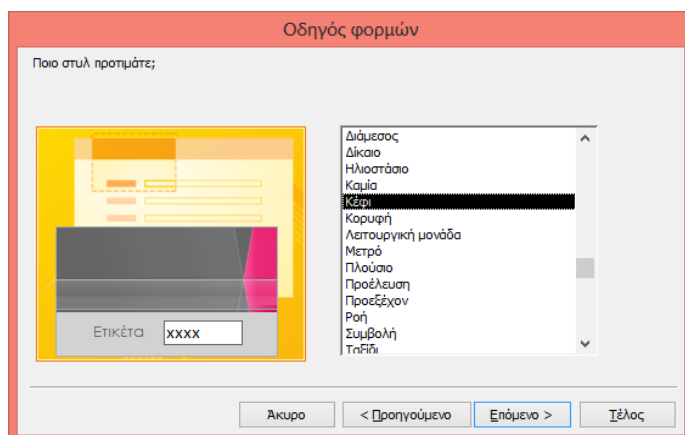 Οδηγός φορμών
Ποιο στυλ προτιμάτε;
Διάμεσος
Δίκαιο
Ηλιοστάσιο
Καμία
Κέφι
Κορυφή
Λειτουργική μονάδα
Μετρό
Πλούσιο
Προέλευση
Προεξέχον
Ροή
Συμβολή
Ταξίδι
Ετικέτα xxxx
Άκυρο < Προηγούμενο Επόμενο > Τέλος